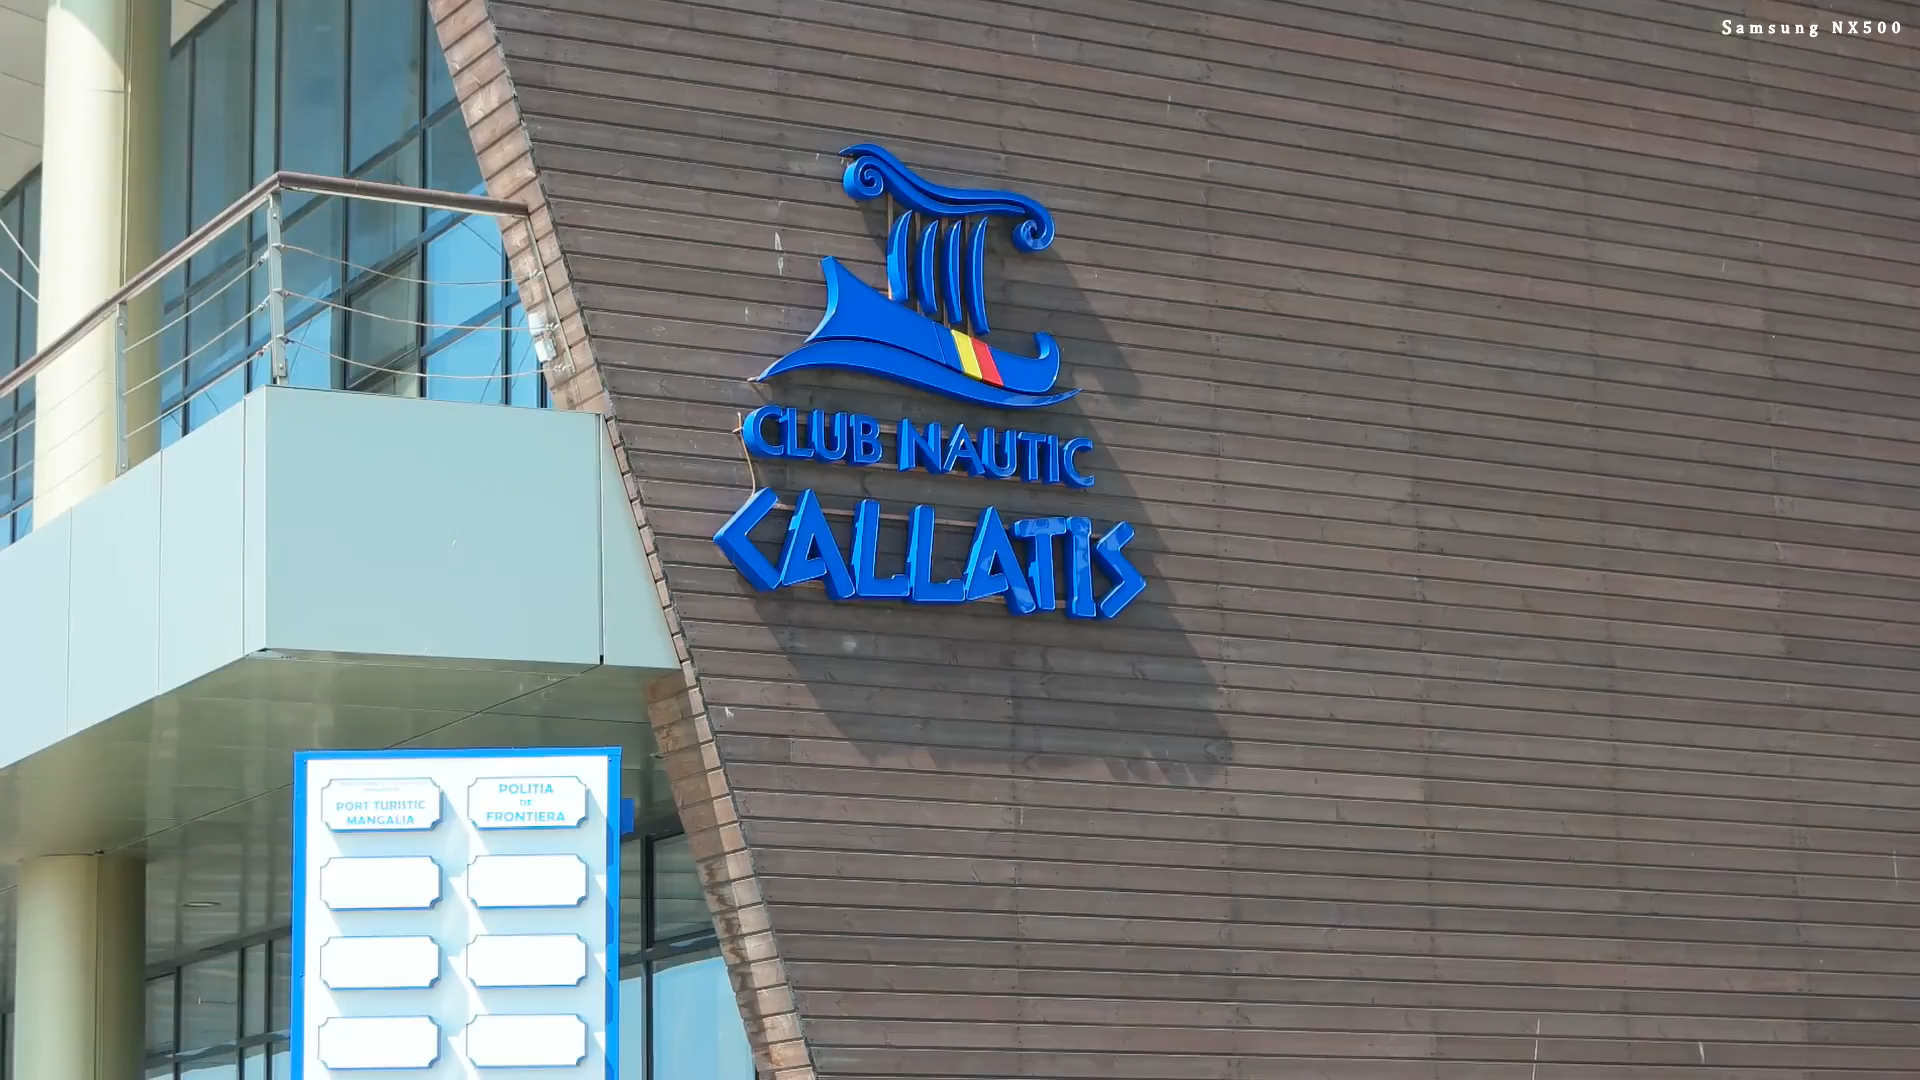 Samsung NX500
CLUB NAUTIC
CALLATIS
PORT TURISTIC
MANGALIA
POLITIA
DE
FRONTIERA